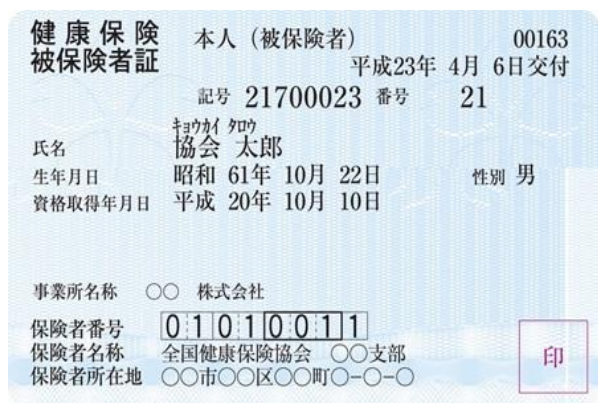 健康保険 本人（被保険者） 00163
被保険者証 平成23年 4月 6日交付
記号 21700023 番号 21
ｷｮｳｶｲ ﾀﾛｳ
氏名 協会 太郎
生年月日 昭和 61年 10月 22日 性別 男
資格取得年月日 平成 20年 10月 10日
事業所名称 ○○ 株式会社
保険者番号 01010011
保険者名称 全国健康保険協会 ○○支部
保険者所在地 ○○市○○区○○町○-○-○
印